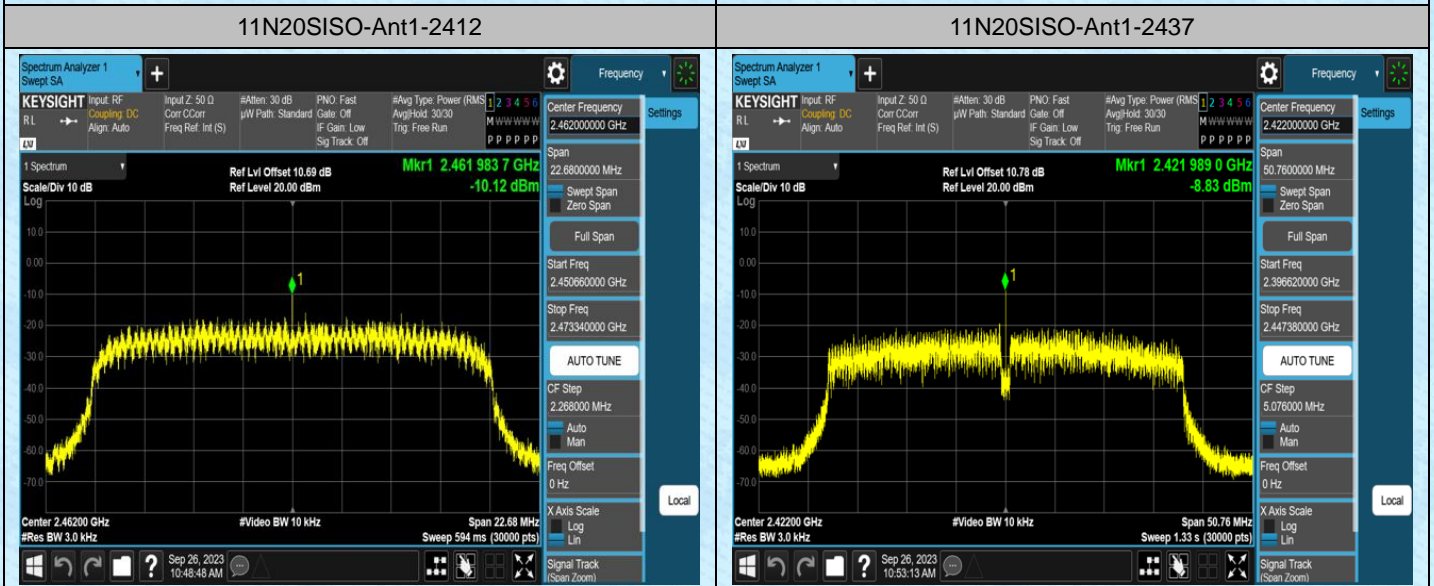 11N20SISO-Ant1-2412
Spectrum Analyzer 1
Swept SA
Frequency
KEYSIGHT
RL
Input: RF
Coupling: DC
Align: Auto
Input Z: 50 Ω
Corr CCorr
Freq Ref: Int (S)
#Atten: 30 dB
µW Path: Standard
PNO: Fast
Gate: Off
IF Gain: Low
Sig Track: Off
#Avg Type: Power (RMS
Avg|Hold: 30/30
Trig: Free Run
1 2 3 4 5 6
M W W W W W
P P P P P P
Center Frequency
2.462000000 GHz
Settings
1 Spectrum
Scale/Div 10 dB
Log
Ref Lvl Offset 10.69 dB
Ref Level 20.00 dBm
Mkr1 2.461 983 7 GHz
-10.12 dBm
Span
22.6800000 MHz
Swept Span
Zero Span
Full Span
Start Freq
2.450660000 GHz
Stop Freq
2.473340000 GHz
AUTO TUNE
CF Step
2.268000 MHz
Auto
Man
Freq Offset
0 Hz
X Axis Scale
Log
Lin
Signal Track
(Span Zoom)
Local
10.0
0.00
-10.0
-20.0
-30.0
-40.0
-50.0
-60.0
-70.0
1
Center 2.46200 GHz
#Res BW 3.0 kHz
#Video BW 10 kHz
Span 22.68 MHz
Sweep 594 ms (30000 pts)
?
Sep 26, 2023
10:48:48 AM
11N20SISO-Ant1-2437
Spectrum Analyzer 1
Swept SA
Frequency
KEYSIGHT
RL
Input: RF
Coupling: DC
Align: Auto
Input Z: 50 Ω
Corr CCorr
Freq Ref: Int (S)
#Atten: 30 dB
µW Path: Standard
PNO: Fast
Gate: Off
IF Gain: Low
Sig Track: Off
#Avg Type: Power (RMS
Avg|Hold: 30/30
Trig: Free Run
1 2 3 4 5 6
M W W W W W
P P P P P P
Center Frequency
2.422000000 GHz
Settings
1 Spectrum
Scale/Div 10 dB
Log
Ref Lvl Offset 10.78 dB
Ref Level 20.00 dBm
Mkr1 2.421 989 0 GHz
-8.83 dBm
Span
50.7600000 MHz
Swept Span
Zero Span
Full Span
Start Freq
2.396620000 GHz
Stop Freq
2.447380000 GHz
AUTO TUNE
CF Step
5.076000 MHz
Auto
Man
Freq Offset
0 Hz
X Axis Scale
Log
Lin
Signal Track
(Span Zoom)
Local
10.0
0.00
-10.0
-20.0
-30.0
-40.0
-50.0
-60.0
-70.0
1
Center 2.42200 GHz
#Res BW 3.0 kHz
#Video BW 10 kHz
Span 50.76 MHz
Sweep 1.33 s (30000 pts)
?
Sep 26, 2023
10:53:13 AM